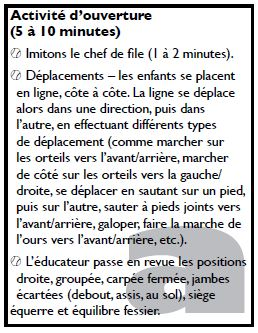 Activité d’ouverture
(5 à 10 minutes)
Imitons le chef de file (1 à 2 minutes).
Déplacements – les enfants se placent
en ligne, côte à côte. La ligne se déplace
alors dans une direction, puis dans
l’autre, en effectuant différents types
de déplacement (comme marcher sur
les orteils vers l’avant/arrière, marcher
de côté sur les orteils vers la gauche/
droite, se déplacer en sautant sur un pied,
puis sur l’autre, sauter à pieds joints vers
l’avant/arrière, galoper, faire la marche de
l’ours vers l’avant/arrière, etc.).
L’éducateur passe en revue les positions
droite, groupée, carpée fermée, jambes
écartées (debout, assis, au sol), siège
équerre et équilibre fessier.
a